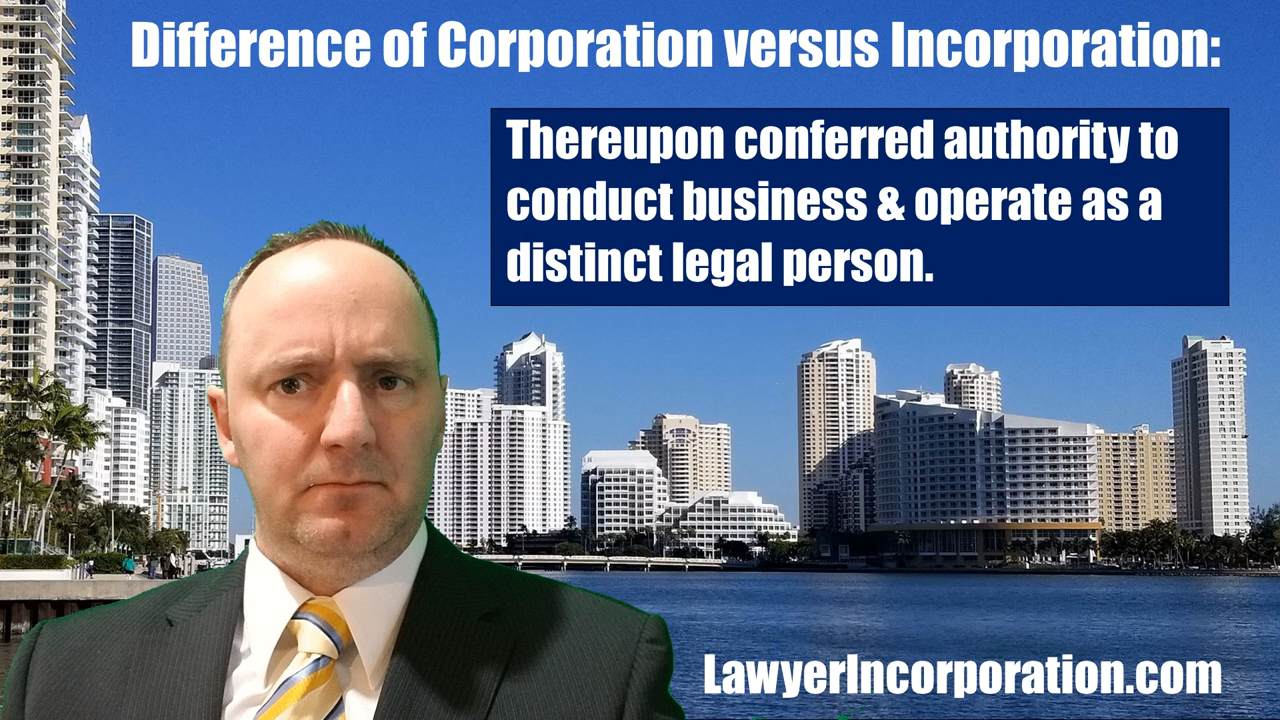 Difference of Corporation versus Incorporation:
Thereupon conferred authority to
conduct business & operate as a
distinct legal person.
LawyerIncorporation.com